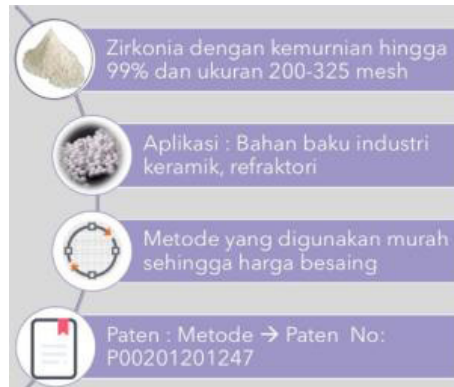 Zirkonia dengan kemurnian hingga
99% dan ukuran 200-325 mesh
Aplikasi : Bahan baku industri
keramik, refraktori
Metode yang digunakan murah
sehingga harga besaing
Paten : Metode → Paten No:
P00201201247